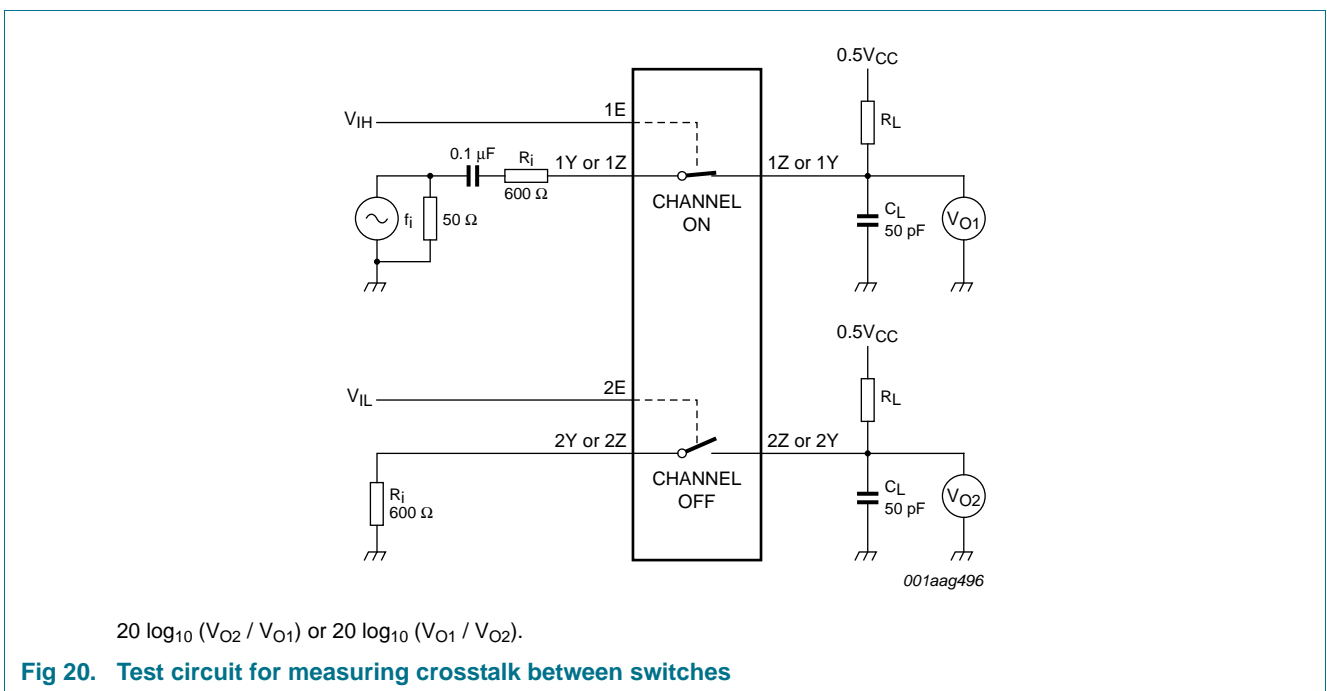 0.5VCC
RL
1E
VIH
0.1 μF
Ri
600 Ω
1Y or 1Z
1Z or 1Y
fi
50 Ω
CHANNEL
ON
CL
50 pF
VO1
0.5VCC
RL
2E
VIL
2Y or 2Z
2Z or 2Y
CHANNEL
OFF
Ri
600 Ω
CL
50 pF
VO2
001aag496
20 log10 (VO2 / VO1) or 20 log10 (VO1 / VO2).
Fig 20. Test circuit for measuring crosstalk between switches